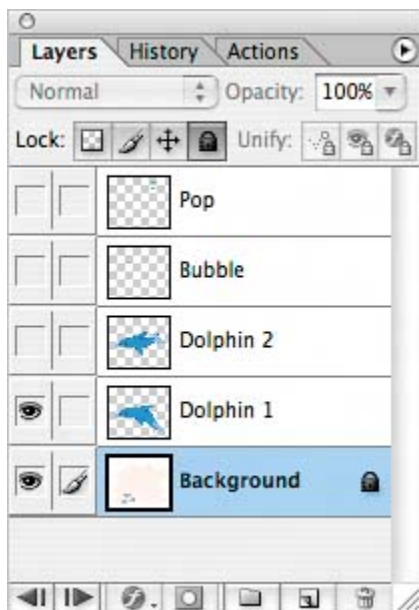 Layers History Actions
Normal Opacity: 100%
Lock: Unify:
Pop
Bubble
Dolphin 2
Dolphin 1
Background